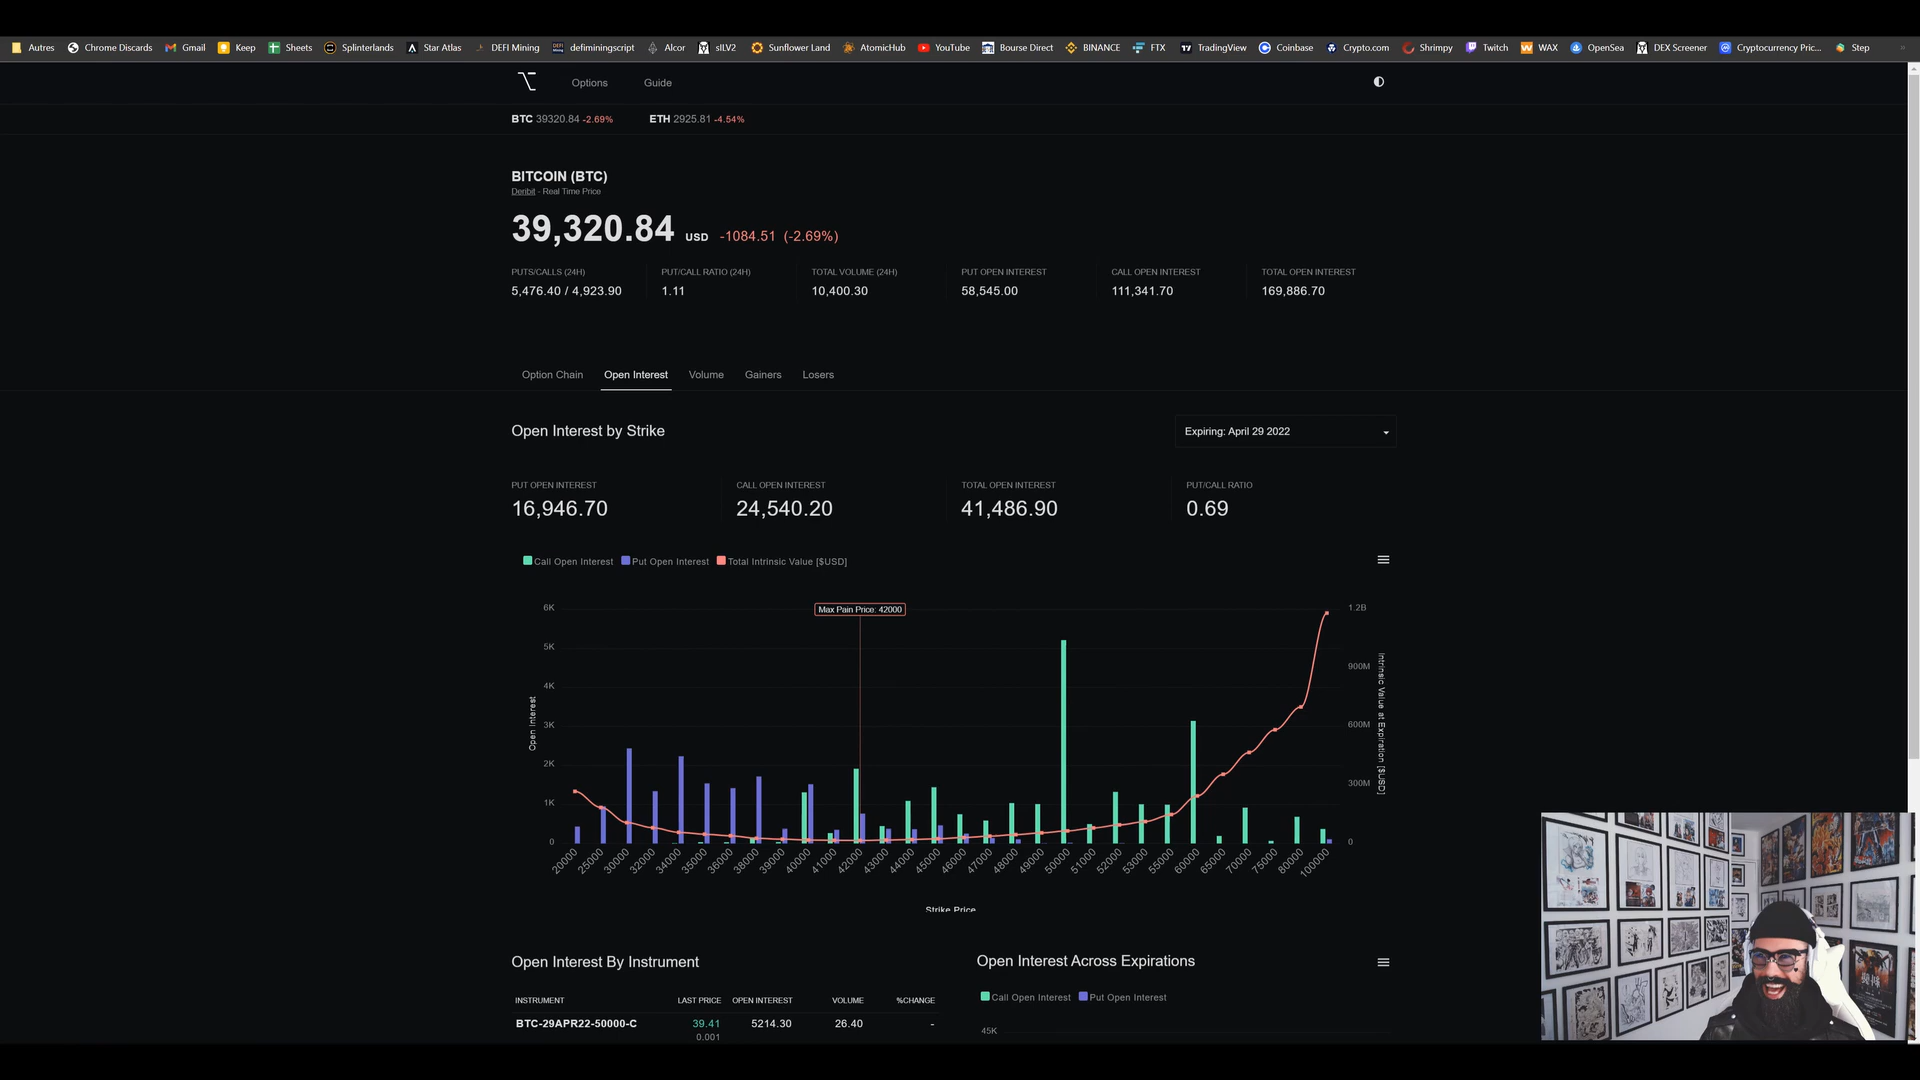 Autres Chrome Discards Gmail Keep Sheets Splinterlands Star Atlas DEFI Mining defiminingscript Alcor sILV2 Sunflower Land AtomicHub YouTube Bourse Direct BINANCE FTX TradingView Coinbase Crypto.com Shrimpy Twitch WAX OpenSea DEX Screener Cryptocurrency Pric... Step
Options Guide
BTC 39320.84 -2.69% ETH 2925.81 -4.54%
BITCOIN (BTC)
Deribit - Real Time Price
39,320.84 USD -1084.51 (-2.69%)
PUTS/CALLS (24H) PUT/CALL RATIO (24H) TOTAL VOLUME (24H) PUT OPEN INTEREST CALL OPEN INTEREST TOTAL OPEN INTEREST
5,476.40 / 4,923.90 1.11 10,400.30 58,545.00 111,341.70 169,886.70
Option Chain Open Interest Volume Gainers Losers
Open Interest by Strike Expiring: April 29 2022
PUT OPEN INTEREST CALL OPEN INTEREST TOTAL OPEN INTEREST PUT/CALL RATIO
16,946.70 24,540.20 41,486.90 0.69
Call Open Interest Put Open Interest Total Intrinsic Value [$USD]
Max Pain Price: 42000
6K 1.2B
5K
900M
4K
3K 600M
2K
300M
1K
0 0
Open Interest
Intrinsic Value at Expiration [$USD]
20000 25000 30000 32000 34000 35000 36000 38000 39000 40000 41000 42000 43000 44000 45000 46000 47000 48000 49000 50000 51000 52000 53000 55000 60000 65000 70000 75000 80000 100000
Strike Price
Open Interest By Instrument Open Interest Across Expirations
INSTRUMENT LAST PRICE OPEN INTEREST VOLUME %CHANGE
Call Open Interest Put Open Interest
BTC-29APR22-50000-C 39.41 5214.30 26.40 -
0.001
45K